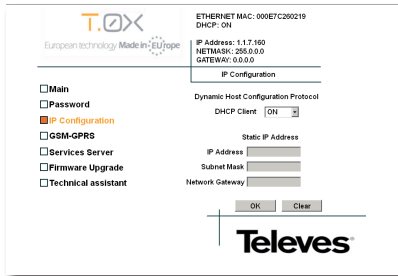 T.OX
European technology Made in EUrope
ETHERNET MAC: 000E7C260219
DHCP: ON
IP Address: 1.1.7.160
NETMASK: 255.0.0.0
GATEWAY: 0.0.0.0
IP Configuration
Main
Password
IP Configuration
GSM-GPRS
Services Server
Firmware Upgrade
Technical assistant
Dynamic Host Configuration Protocol
DHCP Client ON
Static IP Address
IP Address
Subnet Mask
Network Gateway
OK Clear
Televes